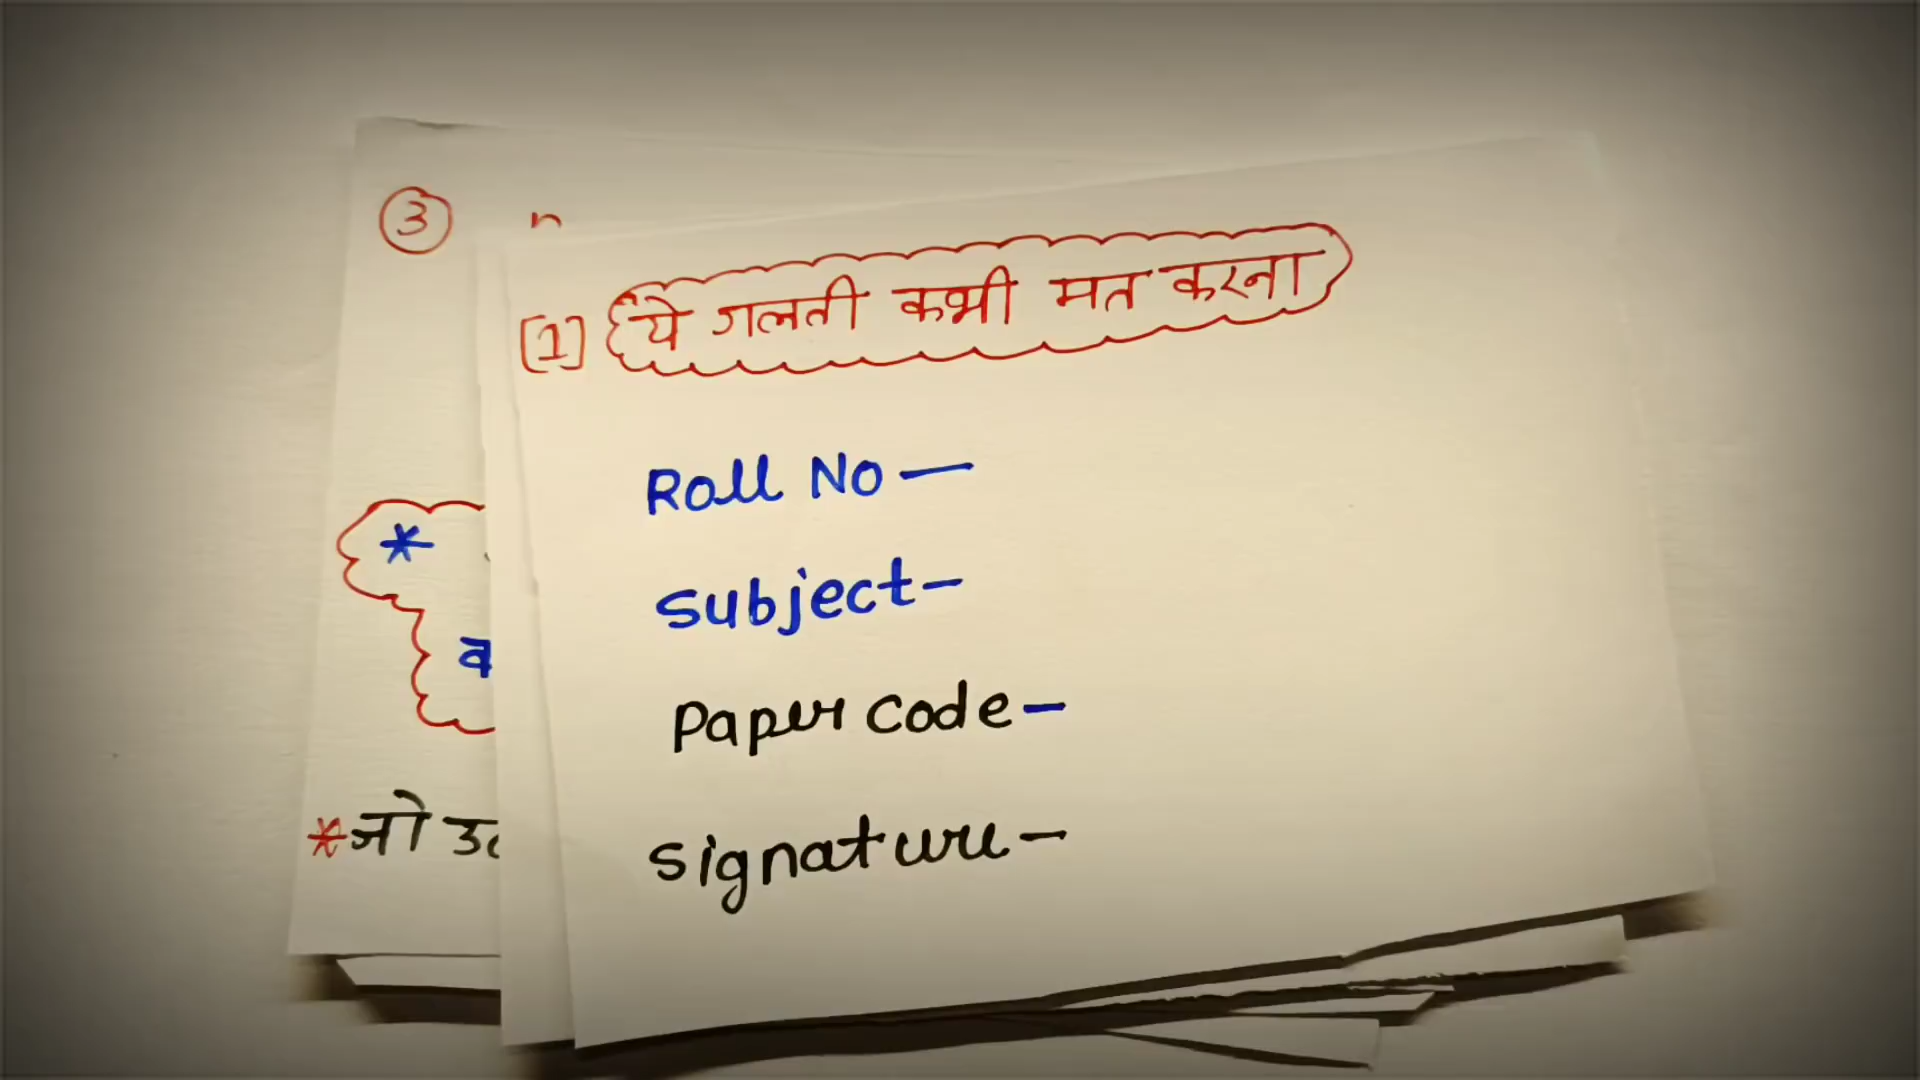 ③
[1] ये गलती कभी मत करना
Roll No —
Subject -
Paper Code -
Signature -
*
*जो